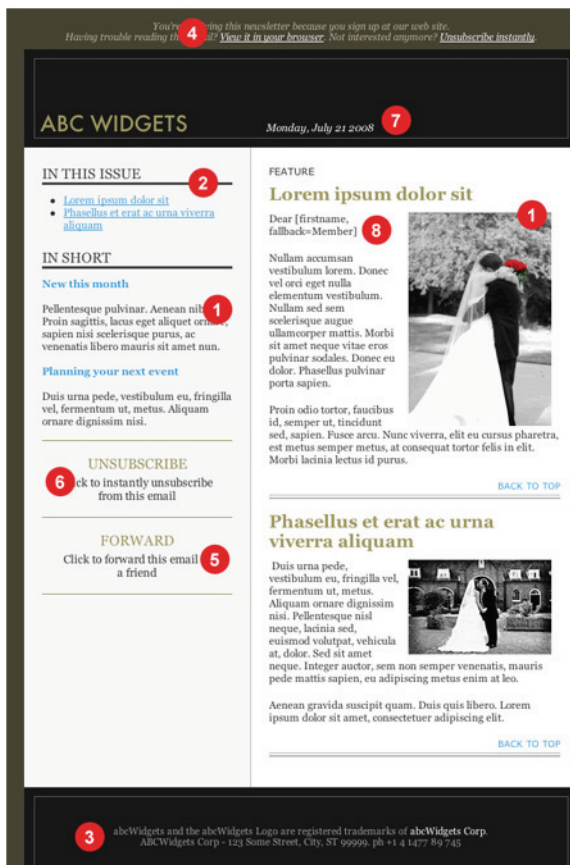 You're ing this newsletter because you sign up at our web site.
Having trouble reading th ? View it in your browser. Not interested anymore? Unsubscribe instantly.
4
ABC WIDGETS
Monday, July 21 2008
7
IN THIS ISSUE
2
Lorem ipsum dolor sit
Phasellus et erat ac urna viverra
aliquam
IN SHORT
New this month
Pellentesque pulvinar. Aenean nib
1
Proin sagittis, lacus eget aliquet orna
sapien nisi scelerisque purus, ac
venenatis libero mauris sit amet nun.
Planning your next event
Duis urna pede, vestibulum eu, fringilla
vel, fermentum ut, metus. Aliquam
ornare dignissim nisi.
UNSUBSCRIBE
6
ck to instantly unsubscribe
from this email
FORWARD
Click to forward this email
5
a friend
FEATURE
Lorem ipsum dolor sit
1
Dear [firstname,
fallback=Member]
8
Nullam accumsan
vestibulum lorem. Donec
vel orci eget nulla
elementum vestibulum.
Nullam sed sem
scelerisque augue
ullamcorper mattis. Morbi
sit amet neque vitae eros
pulvinar sodales. Donec eu
dolor. Phasellus pulvinar
porta sapien.
Proin odio tortor, faucibus
id, semper ut, tincidunt
sed, sapien. Fusce arcu. Nunc viverra, elit eu cursus pharetra,
est metus semper metus, at consequat tortor felis in elit.
Morbi lacinia lectus id purus.
BACK TO TOP
Phasellus et erat ac urna
viverra aliquam
Duis urna pede,
vestibulum eu, fringilla vel,
fermentum ut, metus.
Aliquam ornare dignissim
nisi. Pellentesque nisl
neque, lacinia sed,
euismod volutpat, vehicula
at, dolor. Sed sit amet
neque. Integer auctor, sem non semper venenatis, mauris
pede mattis sapien, eu adipiscing metus enim at leo.
Aenean gravida suscipit quam. Duis quis libero. Lorem
ipsum dolor sit amet, consectetuer adipiscing elit.
BACK TO TOP
3
abcWidgets and the abcWidgets Logo are registered trademarks of abcWidgets Corp.
ABCWidgets Corp - 123 Some Street, City, ST 99999. ph +1 4 1477 89 745